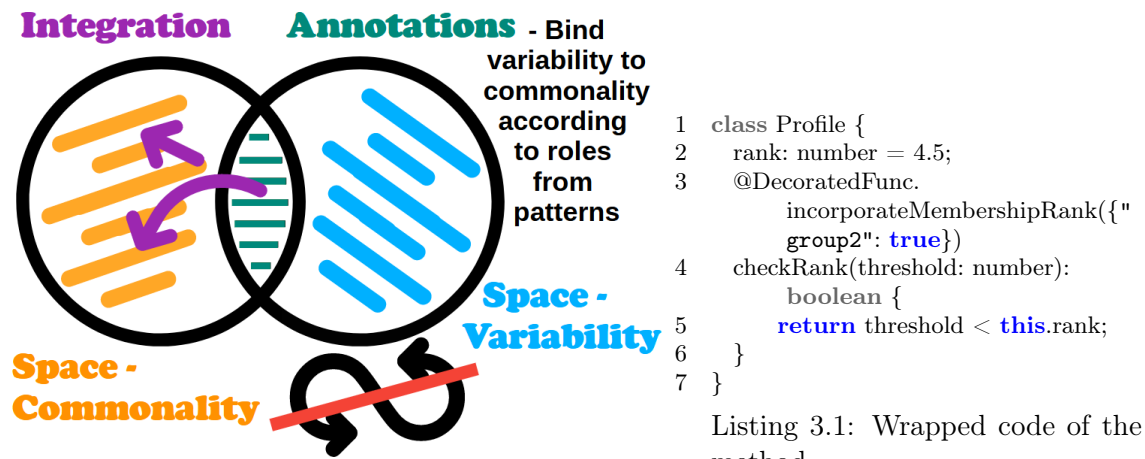 Integration
Annotations - Bind
variability to
commonality
according
to roles
from
patterns
Space -
Variability
Space -
Commonality
1 class Profile {
2 rank: number = 4.5;
3 @DecoratedFunc.
incorporateMembershipRank({"
group2": true})
4 checkRank(threshold: number):
boolean {
5 return threshold < this.rank;
6 }
7 }
Listing 3.1: Wrapped code of the